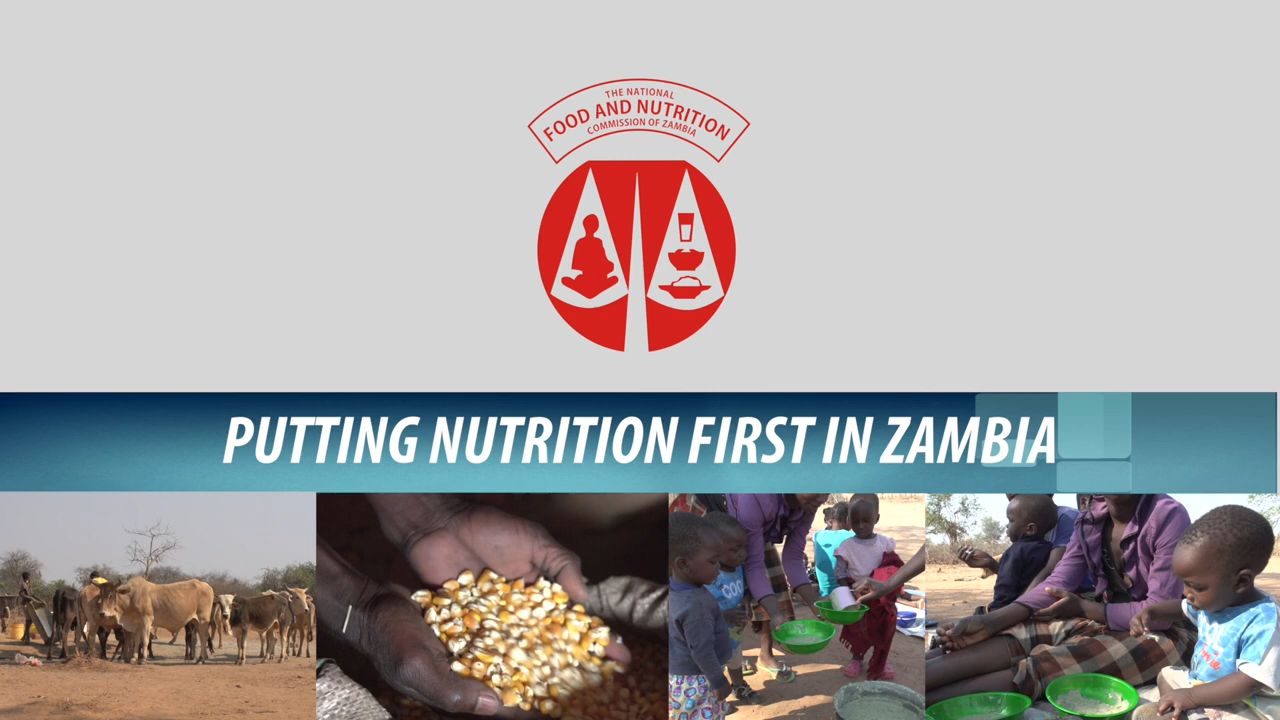 THE NATIONAL
FOOD AND NUTRITION
COMMISSION OF ZAMBIA
PUTTING NUTRITION FIRST IN ZAMBIA